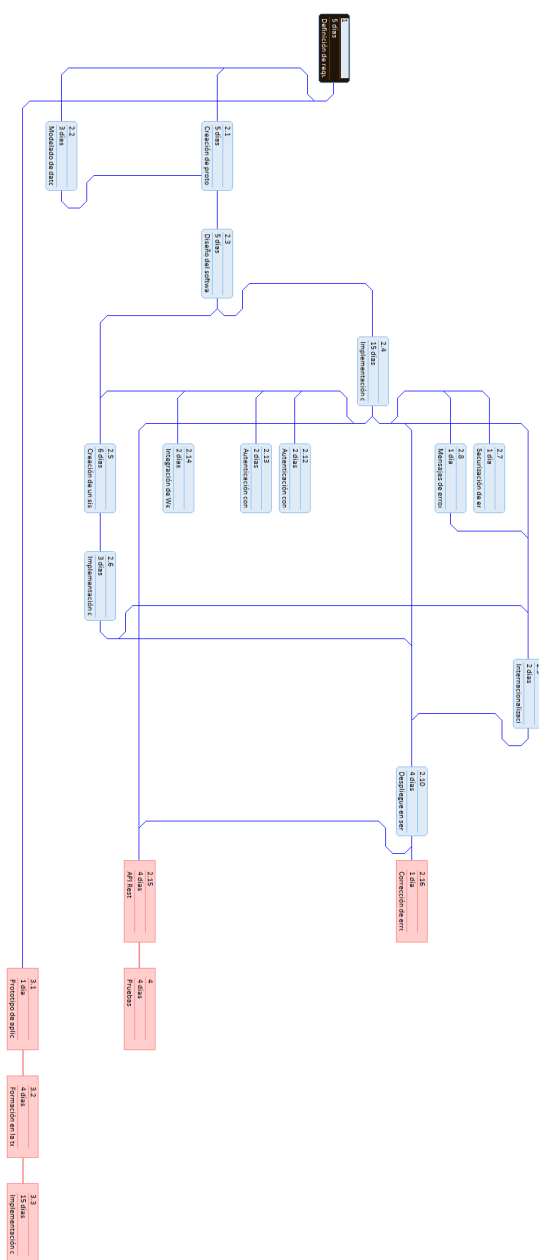 1
5 días
Definición de requ
2.2
3 días
Modelado de datc
2.1
5 días
Creación de proto
2.3
5 días
Diseño del softwa
2.4
15 días
Implementación c
2.5
6 días
Creación de un sis
2.14
2 días
Integración de We
2.13
2 días
Autenticación con
2.12
2 días
Autenticación con
2.8
1 día
Mensajes de error
2.7
1 día
Securización de er
2.6
3 días
Implementación c
2 días
Internacionalizaci
2.10
4 días
Despliegue en ser
2.15
4 días
API Rest
2.16
1 día
Corrección de errc
3.1
1 día
Prototipo de aplic
4
4 días
Pruebas
3.2
4 días
Formación en la te
3.3
15 días
Implementación c